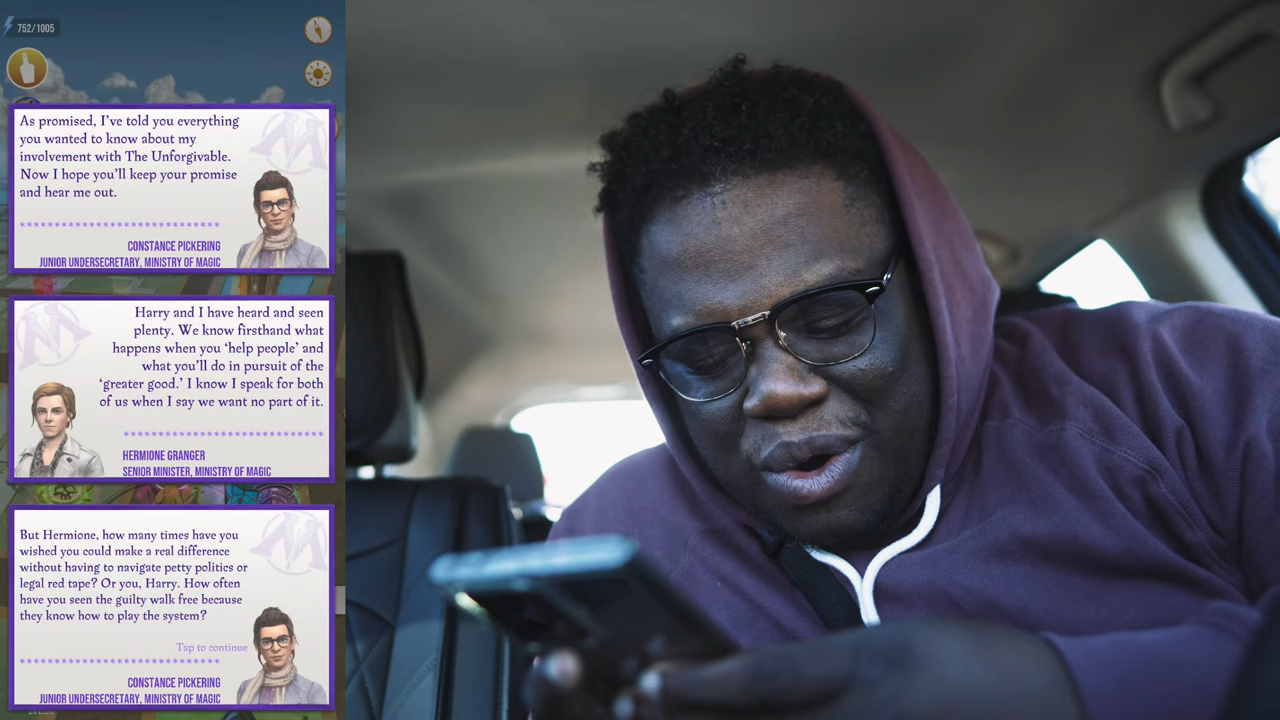 752/1005
As promised, I've told you everything
you wanted to know about my
involvement with The Unforgivable.
Now I hope you'll keep your promise
and hear me out.
****************************
CONSTANCE PICKERING
JUNIOR UNDERSECRETARY, MINISTRY OF MAGIC
Harry and I have heard and seen
plenty. We know firsthand what
happens when you ‘help people’ and
what you'll do in pursuit of the
‘greater good.’ I know I speak for both
of us when I say we want no part of it.
****************************
HERMIONE GRANGER
SENIOR MINISTER, MINISTRY OF MAGIC
But Hermione, how many times have you
wished you could make a real difference
without having to navigate petty politics or
legal red tape? Or you, Harry. How often
have you seen the guilty walk free because
they know how to play the system?
Tap to continue
****************************
CONSTANCE PICKERING
JUNIOR UNDERSECRETARY, MINISTRY OF MAGIC